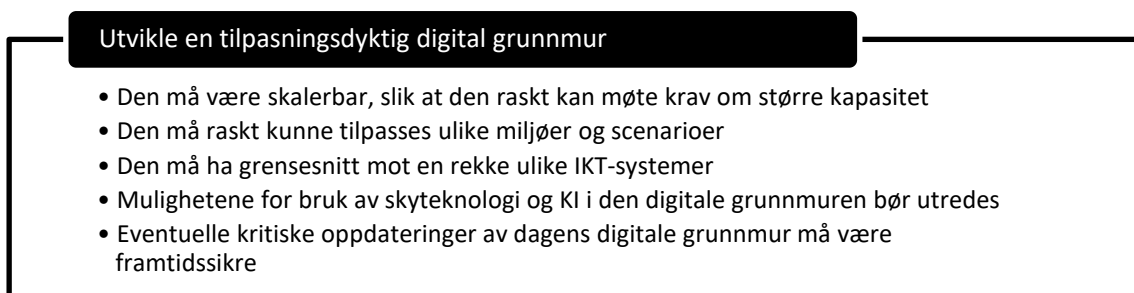 Utvikle en tilpasningsdyktig digital grunnmur
• Den må være skalerbar, slik at den raskt kan møte krav om større kapasitet
• Den må raskt kunne tilpasses ulike miljøer og scenarioer
• Den må ha grensesnitt mot en rekke ulike IKT-systemer
• Mulighetene for bruk av skyteknologi og KI i den digitale grunnmuren bør utredes
• Eventuelle kritiske oppdateringer av dagens digitale grunnmur må være
framtidssikre